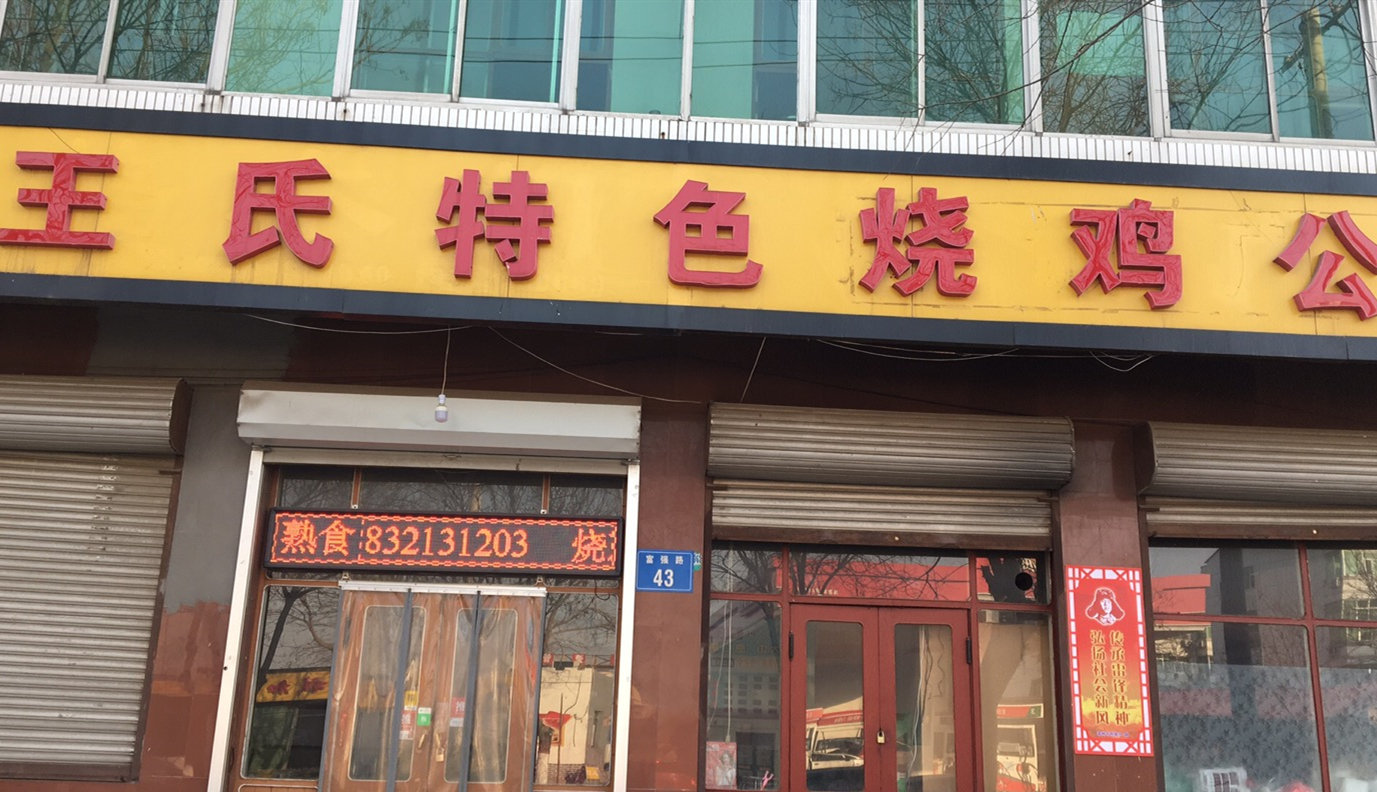 王氏特色烧鸡公
熟食 832131203 烧
富强路
43
传承雷锋精神
弘扬社会新风